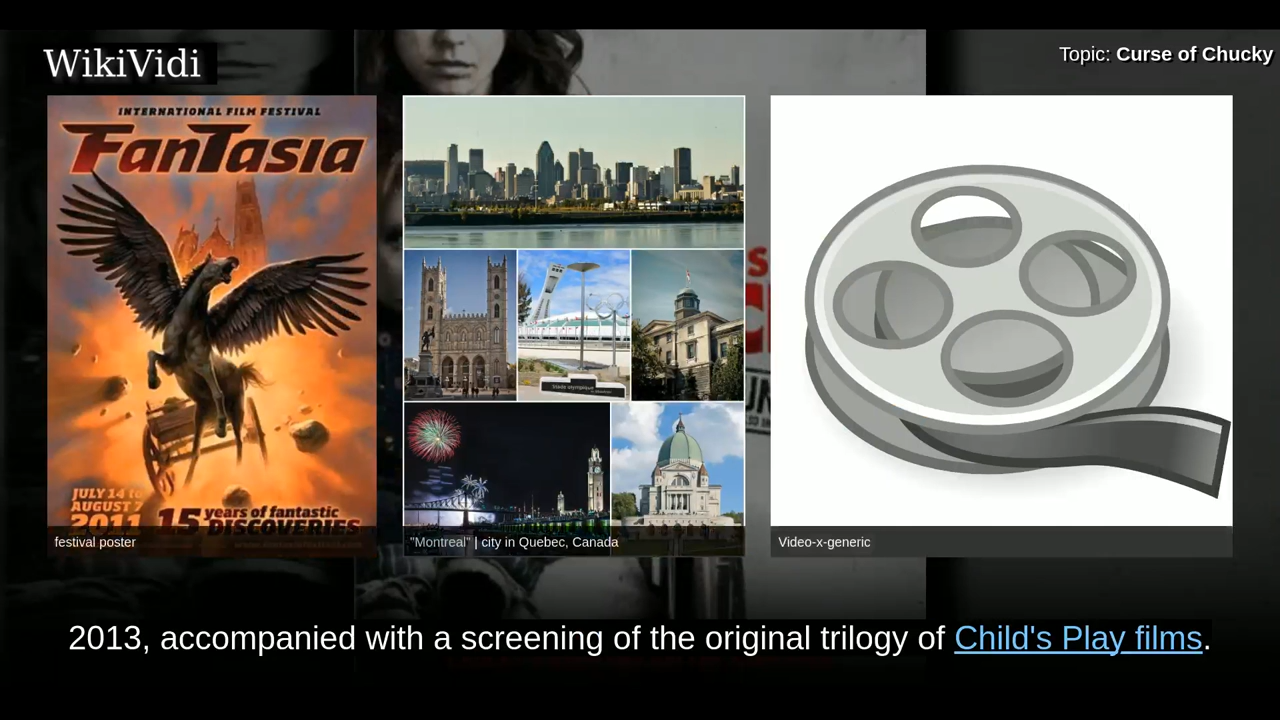 WikiVidi
Topic: Curse of Chucky
INTERNATIONAL FILM FESTIVAL
FanTasia
JULY 14 to
AUGUST 7
2011
15 years of fantastic
DISCOVERIES
festival poster
"Montreal" | city in Quebec, Canada
Video-x-generic
2013, accompanied with a screening of the original trilogy of Child's Play films.